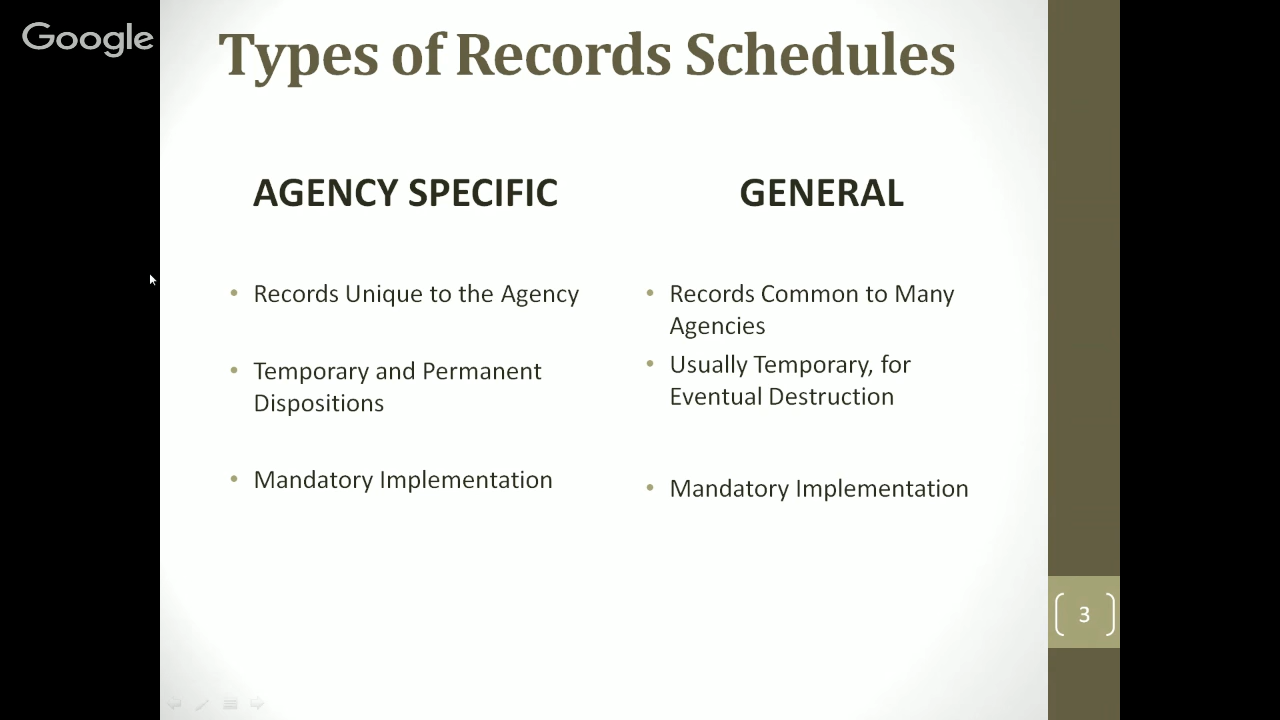 Google
Types of Records Schedules
AGENCY SPECIFIC
• Records Unique to the Agency
• Temporary and Permanent
Dispositions
• Mandatory Implementation
GENERAL
• Records Common to Many
Agencies
• Usually Temporary, for
Eventual Destruction
• Mandatory Implementation
3